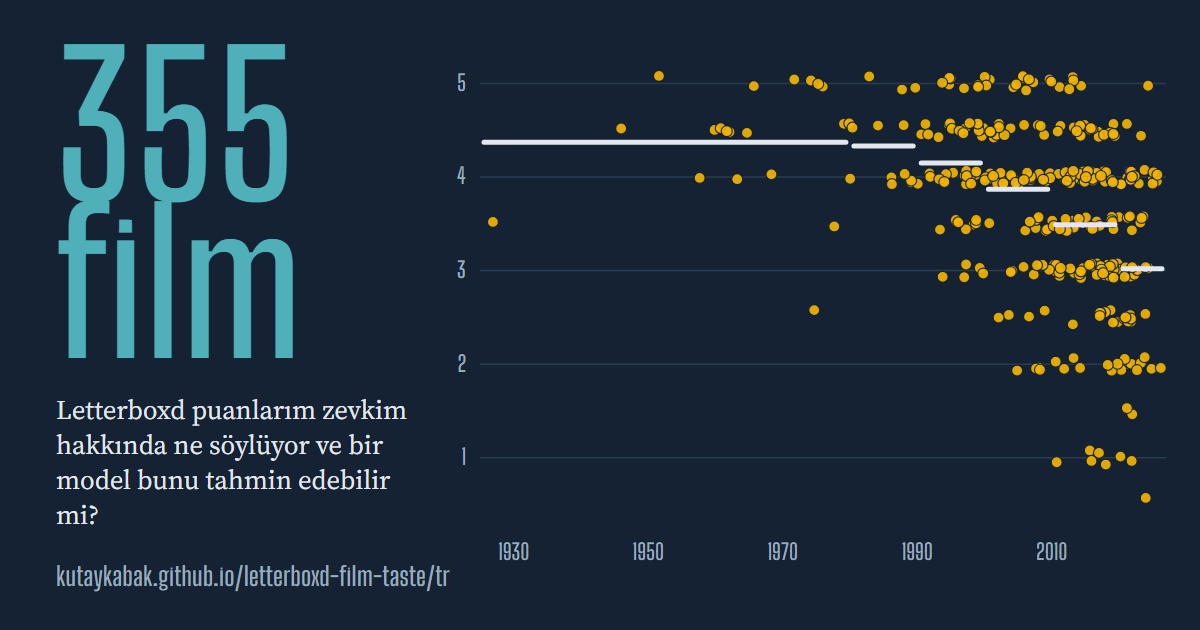 355
film
Letterboxd puanlarım zevkim
hakkında ne söylüyor ve bir
model bunu tahmin edebilir
mi?
kutaykabak.github.io/letterboxd-film-taste/tr
5
4
3
2
1
1930 1950 1970 1990 2010